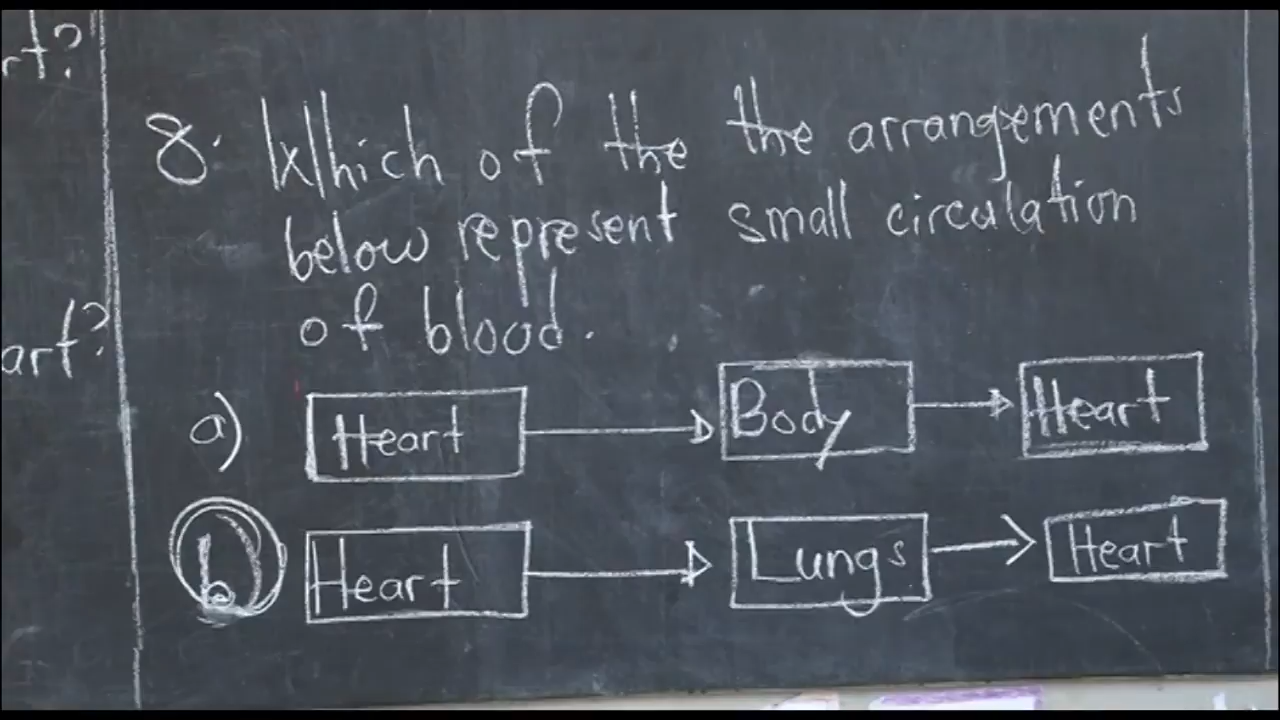 rt?
art?
8. Which of the the arrangements
below represent small circulation
of blood.
a) Heart Body Heart
b) Heart Lungs Heart